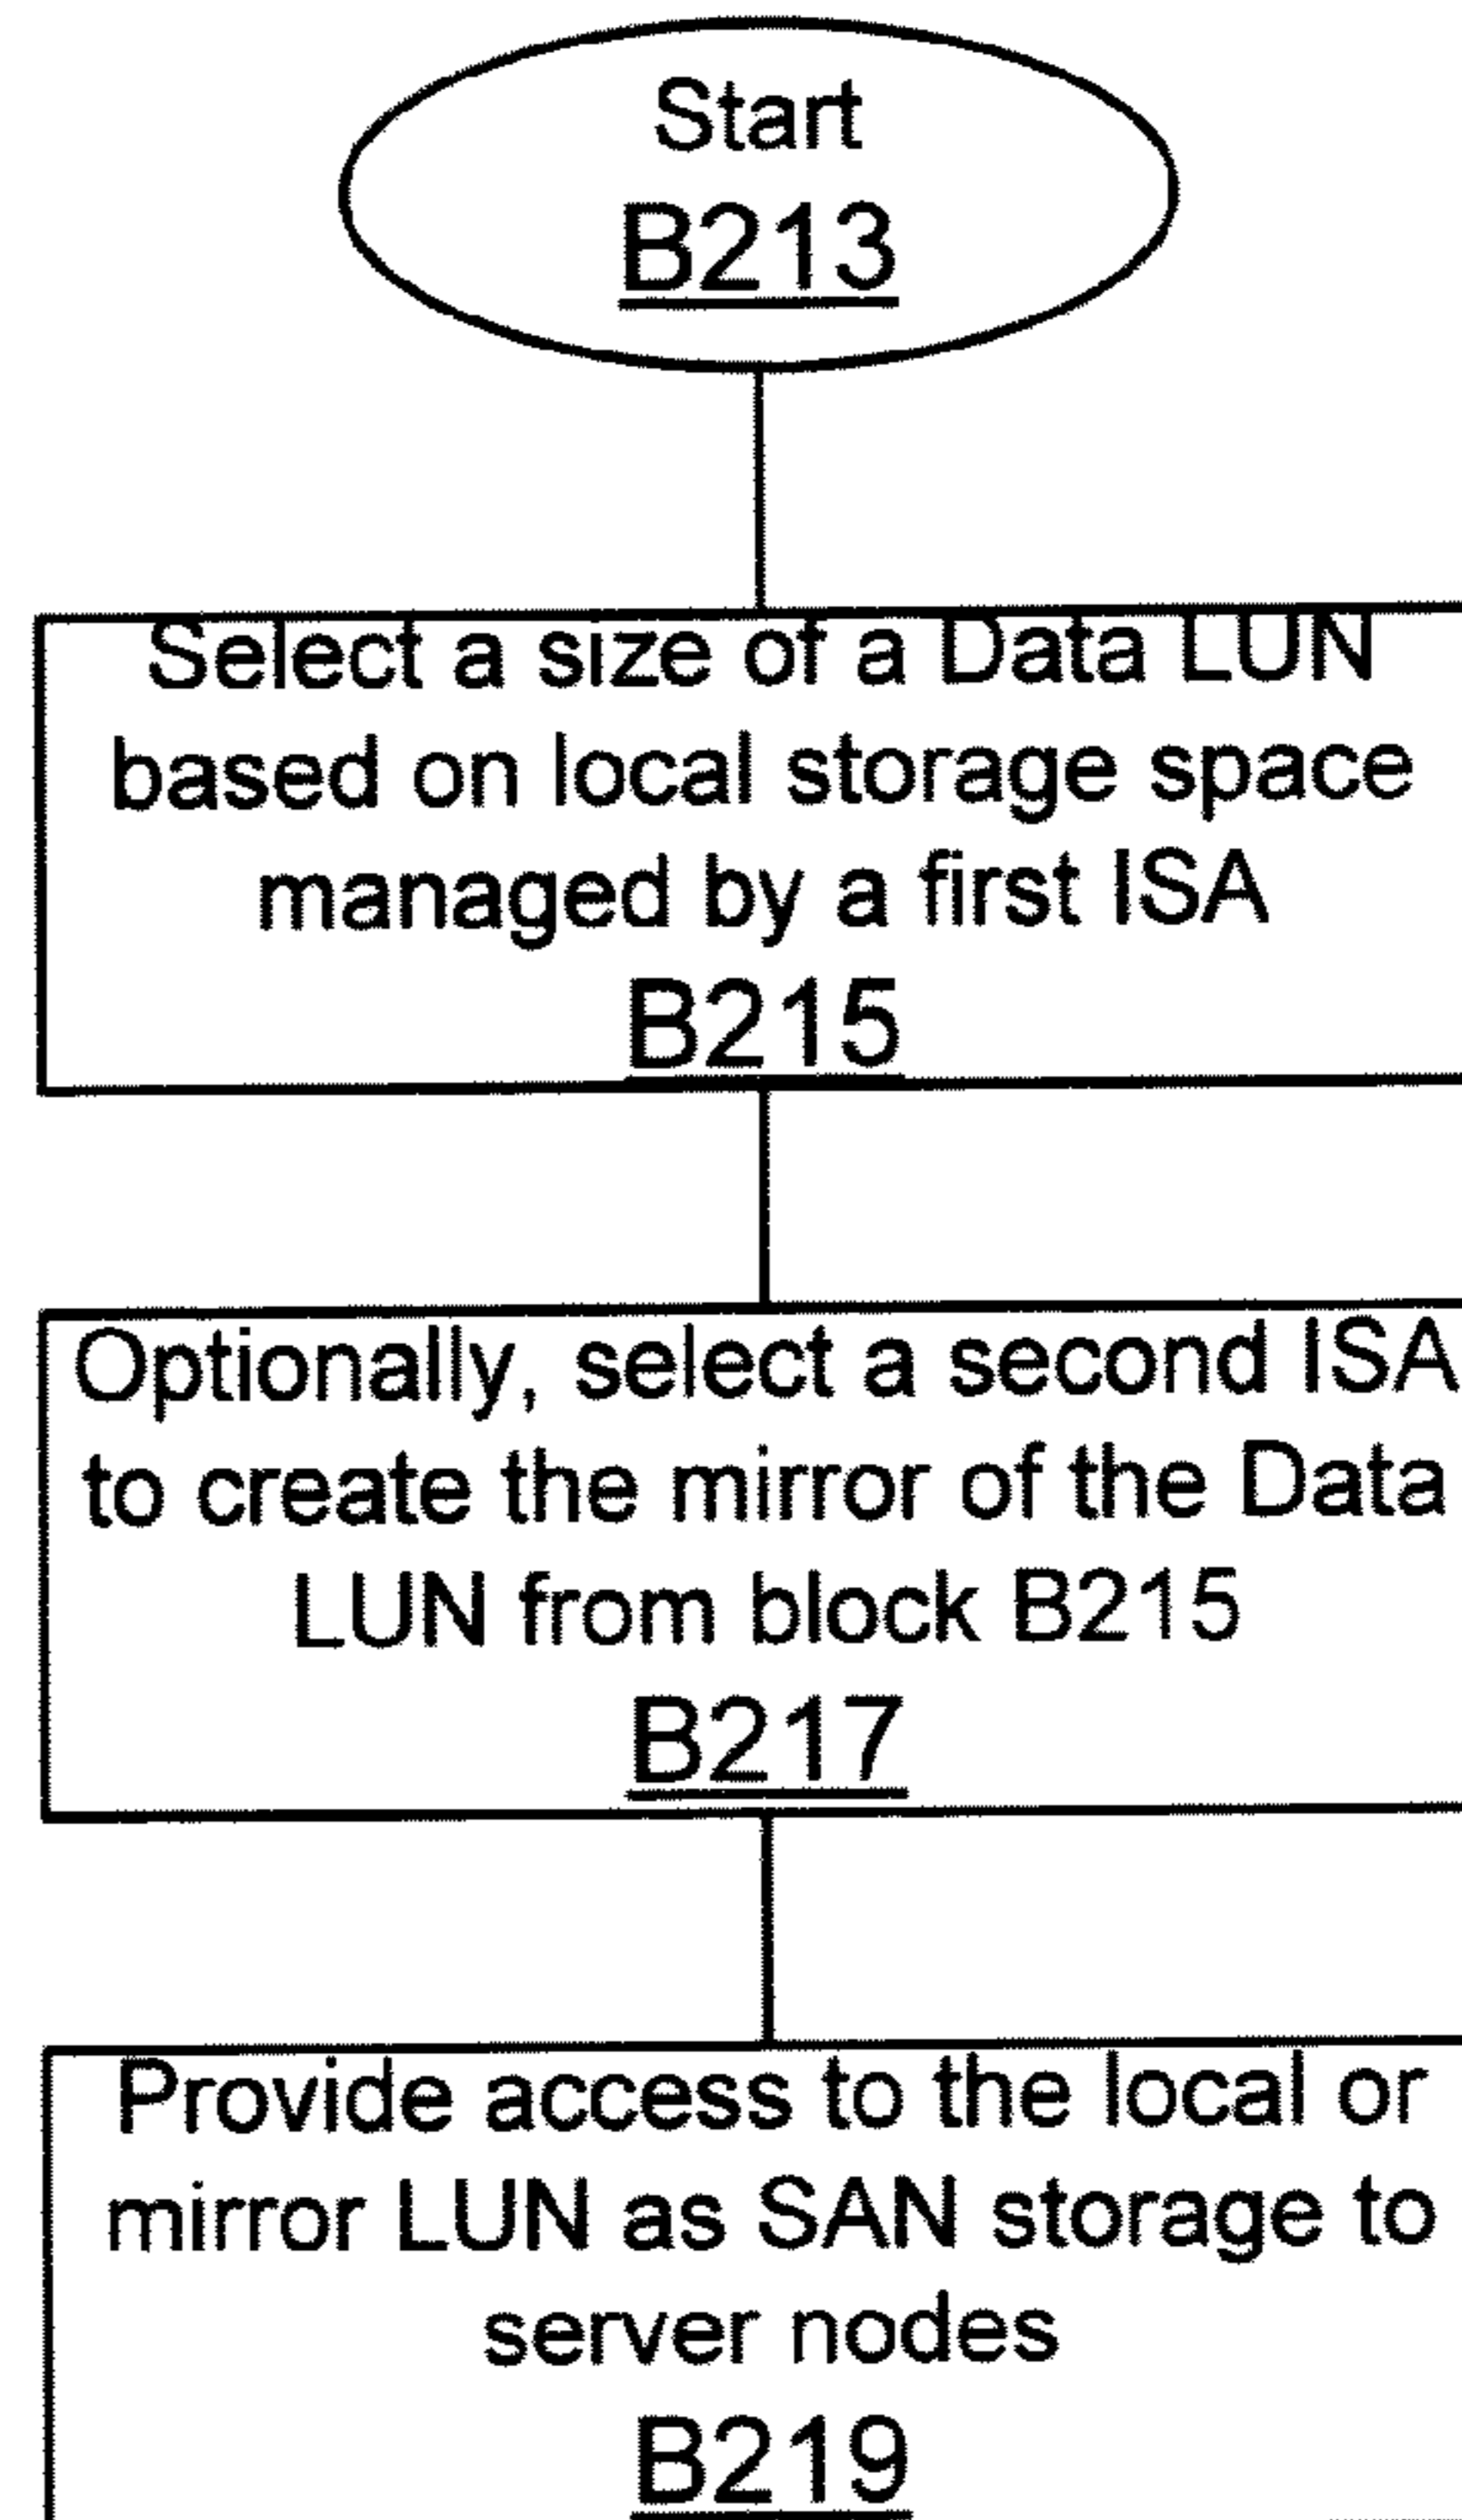 Start
B213
Select a size of a Data LUN
based on local storage space
managed by a first ISA
B215
Optionally, select a second ISA
to create the mirror of the Data
LUN from block B215
B217
Provide access to the local or
mirror LUN as SAN storage to
server nodes
B219